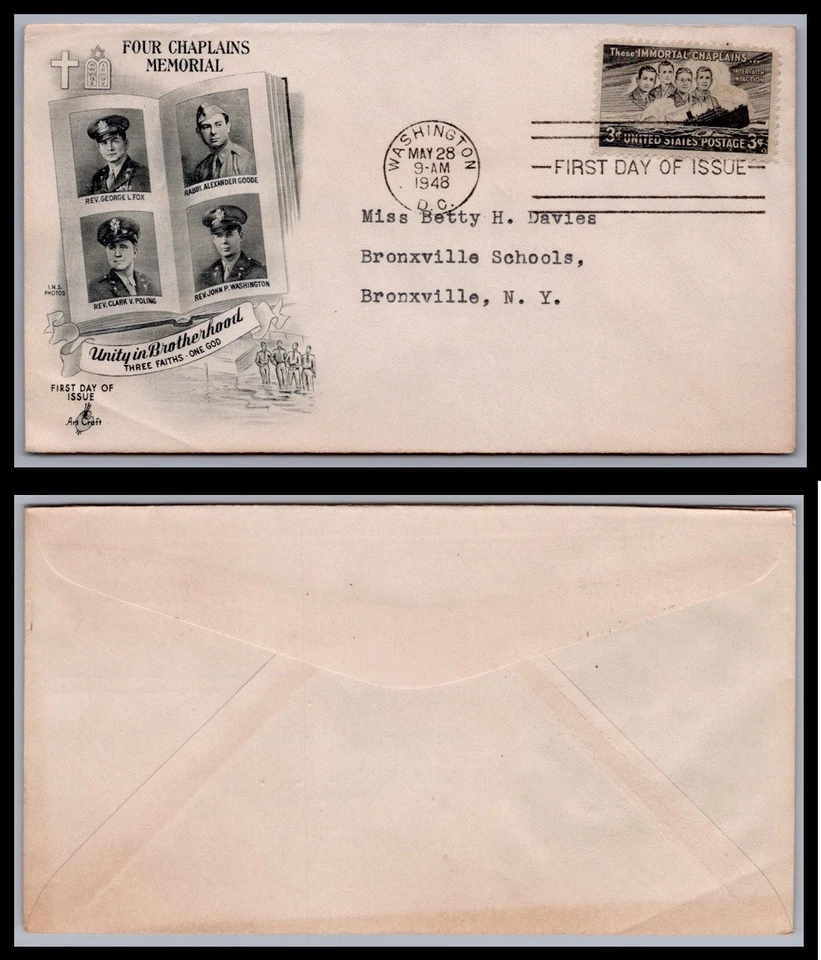 FOUR CHAPLAINS
MEMORIAL
REV. GEORGE L. FOX
RABBI ALEXANDER GOODE
REV. CLARK V. POLING
REV. JOHN P. WASHINGTON
I.N.S.
PHOTOS
Unity in Brotherhood
THREE FAITHS - ONE GOD
FIRST DAY OF
ISSUE
Art Craft
WASHINGTON
MAY 28
9-AM
1948
D.C.
These IMMORTAL CHAPLAINS....
INTERFAITH
IN ACTION
3¢ UNITED STATES POSTAGE 3¢
FIRST DAY OF ISSUE
Miss Betty H. Davies
Bronxville Schools,
Bronxville, N. Y.